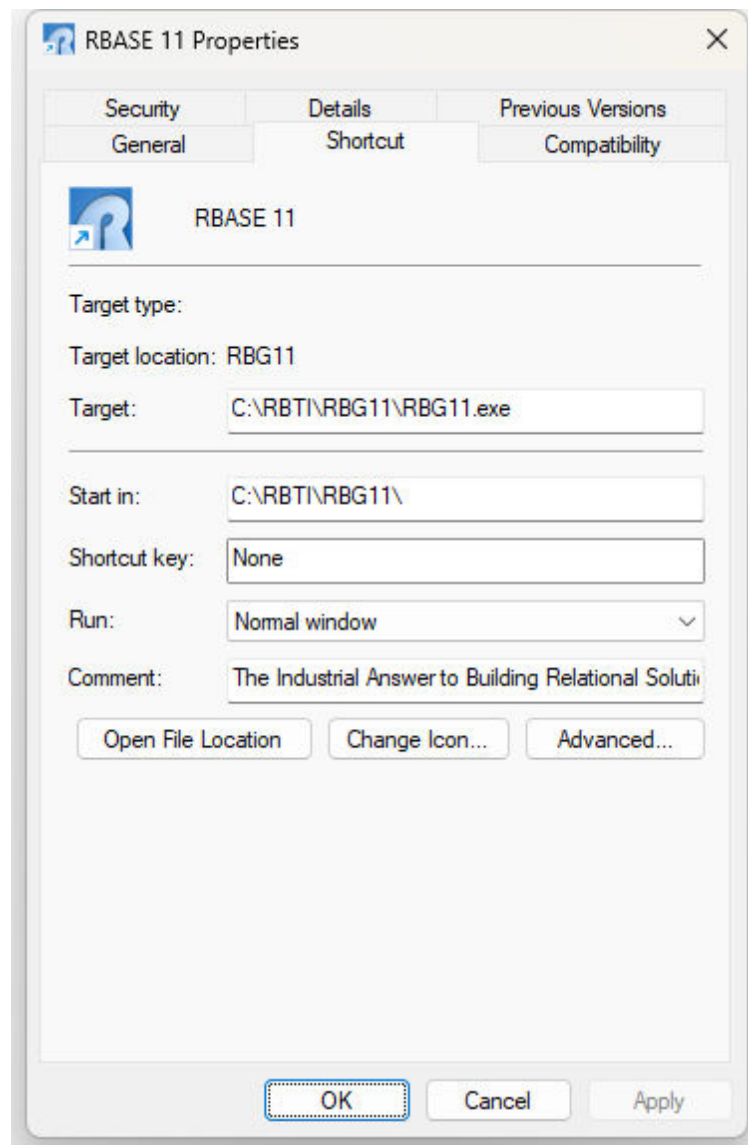 RBASE 11 Properties
Security Details Previous Versions
General Shortcut Compatibility
RBASE 11
Target type:
Target location: RBG11
Target: C:\RBTI\RBG11\RBG11.exe
Start in: C:\RBTI\RBG11\
Shortcut key: None
Run: Normal window
Comment: The Industrial Answer to Building Relational Soluti
Open File Location Change Icon... Advanced...
OK Cancel Apply